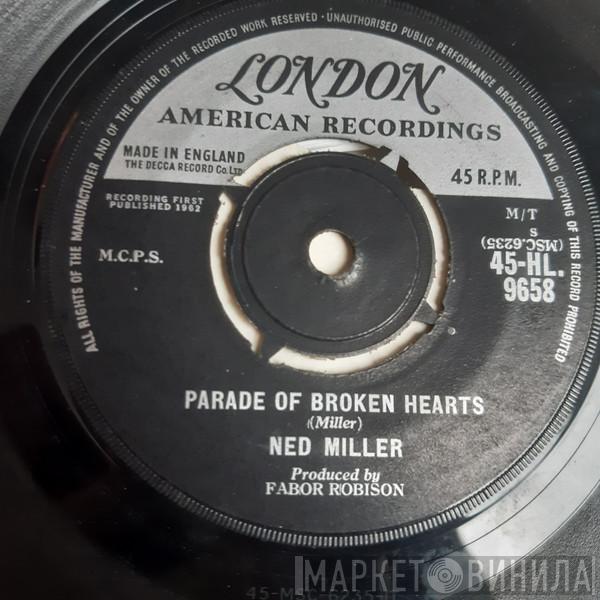 ALL RIGHTS OF THE MANUFACTURER AND OF THE OWNER OF THE RECORDED WORK RESERVED · UNAUTHORISED PUBLIC PERFORMANCE BROADCASTING AND COPYING OF THIS RECORD PROHIBITED
LONDON
AMERICAN RECORDINGS
MADE IN ENGLAND
THE DECCA RECORD Co. LTD
45 R.P.M.
RECORDING FIRST
PUBLISHED 1962
M/T
S
(MSC.6235)
M.C.P.S.
45-HL.
9658
PARADE OF BROKEN HEARTS
(Miller)
NED MILLER
Produced by
FABOR ROBISON
МАРКЕТ ВИНИЛА